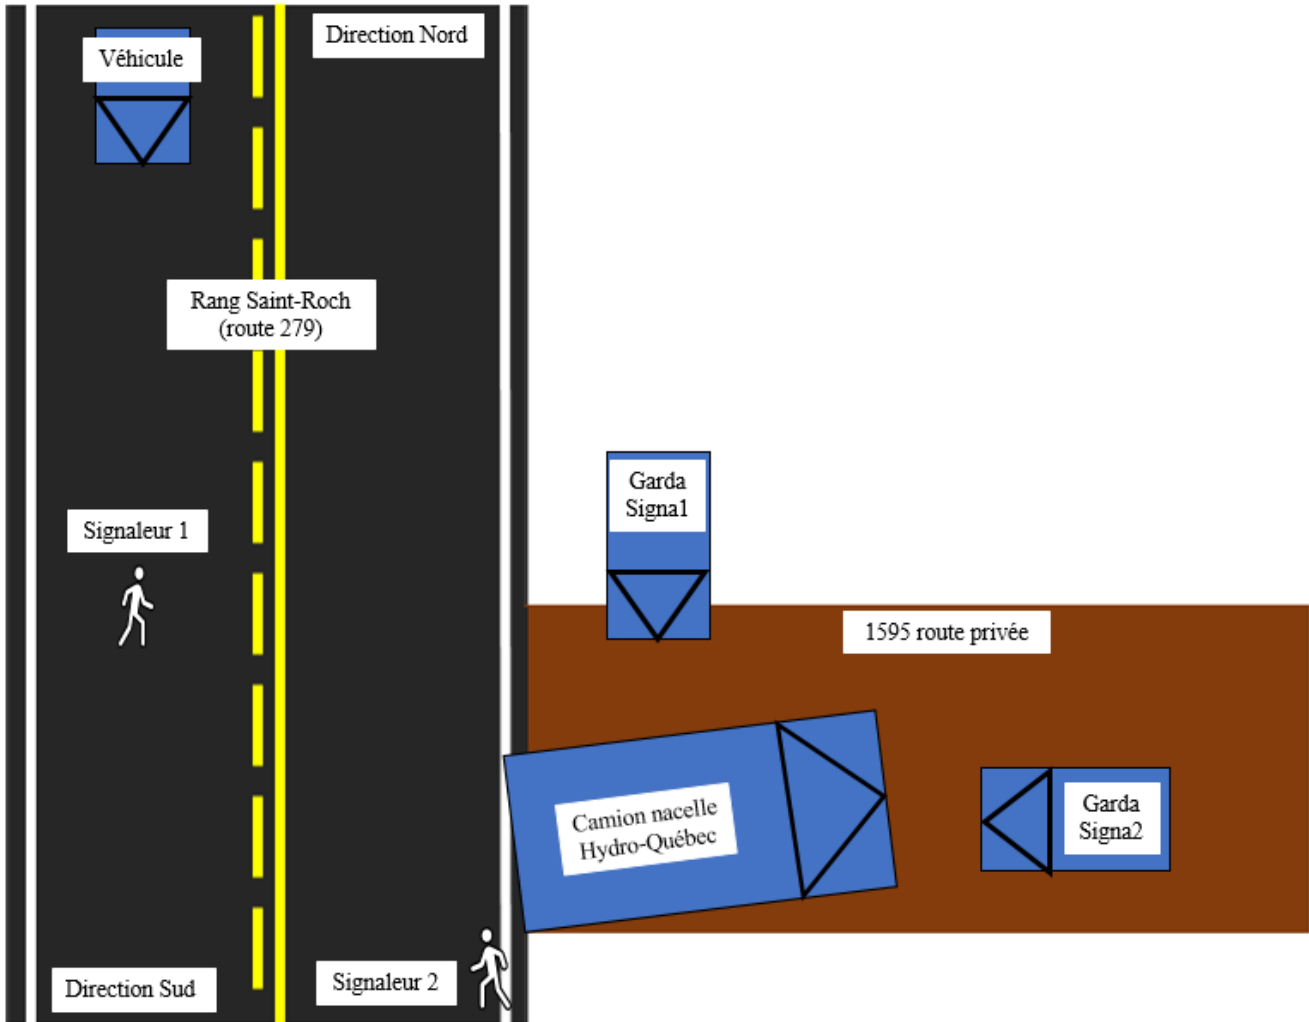 Véhicule
Direction Nord
Rang Saint-Roch
(route 279)
Garda
Signa1
Signaleur 1
1595 route privée
Camion nacelle
Hydro-Québec
Garda
Signa2
Direction Sud
Signaleur 2